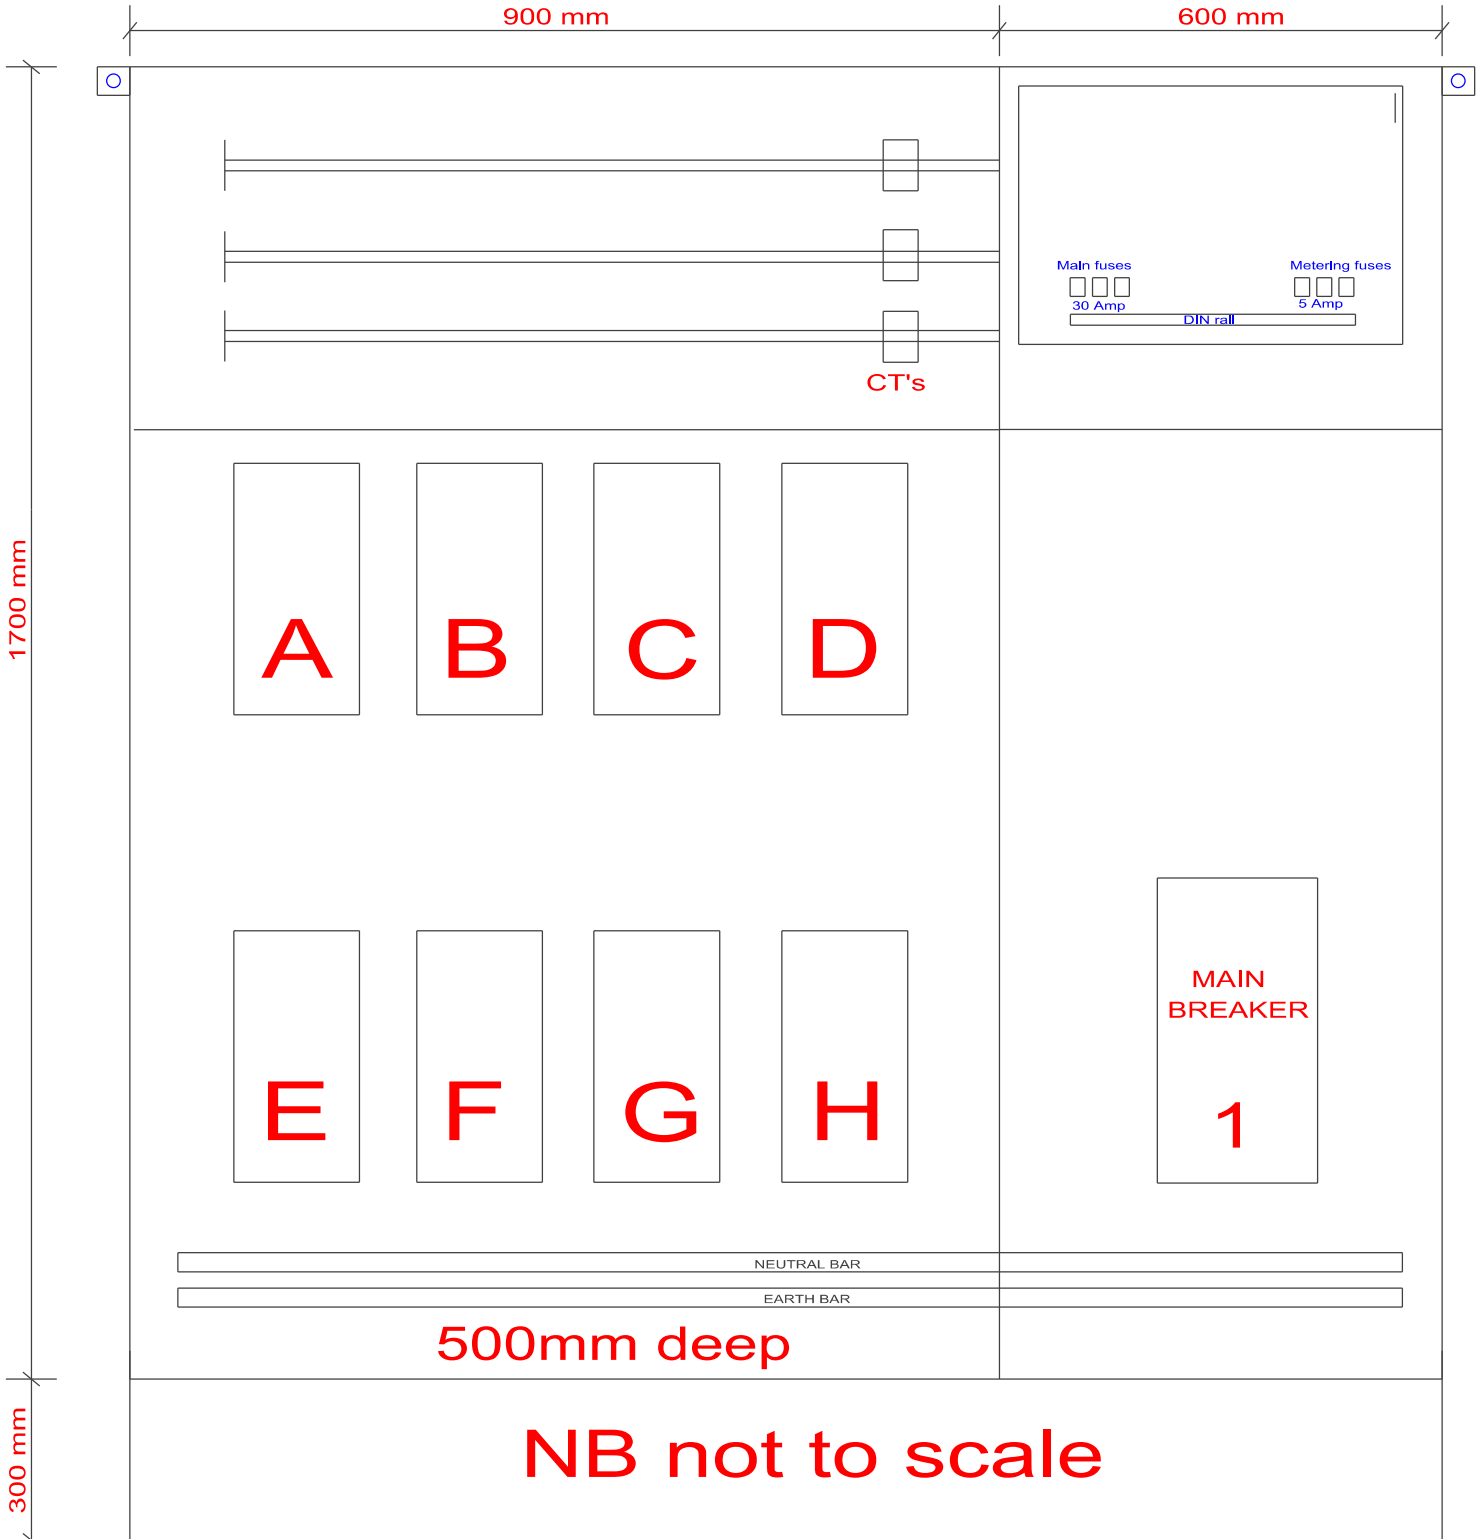 900 mm
600 mm
Main fuses
Metering fuses
30 Amp
5 Amp
DIN rail
CT's
1700 mm
A
B
C
D
MAIN
BREAKER
E
F
G
H
1
NEUTRAL BAR
EARTH BAR
500mm deep
NB not to scale
300 mm